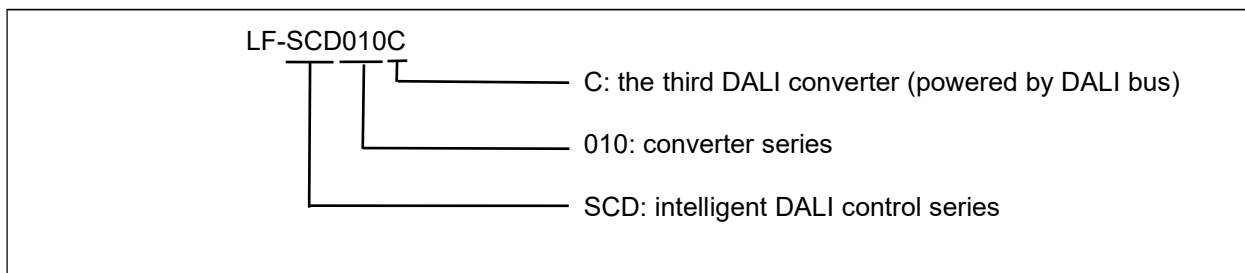 LF-SCD010C
C: the third DALI converter (powered by DALI bus)
010: converter series
SCD: intelligent DALI control series